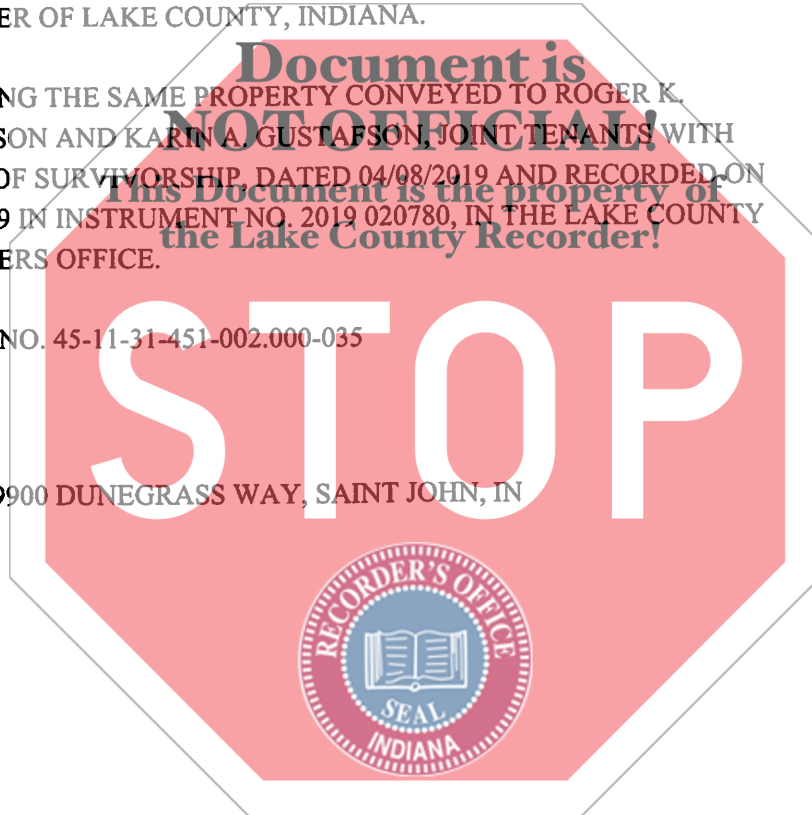 ER OF LAKE COUNTY, INDIANA.
Document is
NG THE SAME PROPERTY CONVEYED TO ROGER K.
NOT OFFICIAL!
SON AND KARIN A. GUSTAFSON, JOINT TENANTS WITH
OF SURVIVORSHIP, DATED 04/08/2019 AND RECORDED ON
This Document is the property of
9 IN INSTRUMENT NO. 2019 020780, IN THE LAKE COUNTY
the Lake County Recorder!
ERS OFFICE.
NO. 45-11-31-451-002.000-035
STOP
9900 DUNEGRASS WAY, SAINT JOHN, IN
RECORDER'S OFFICE
SEAL
INDIANA